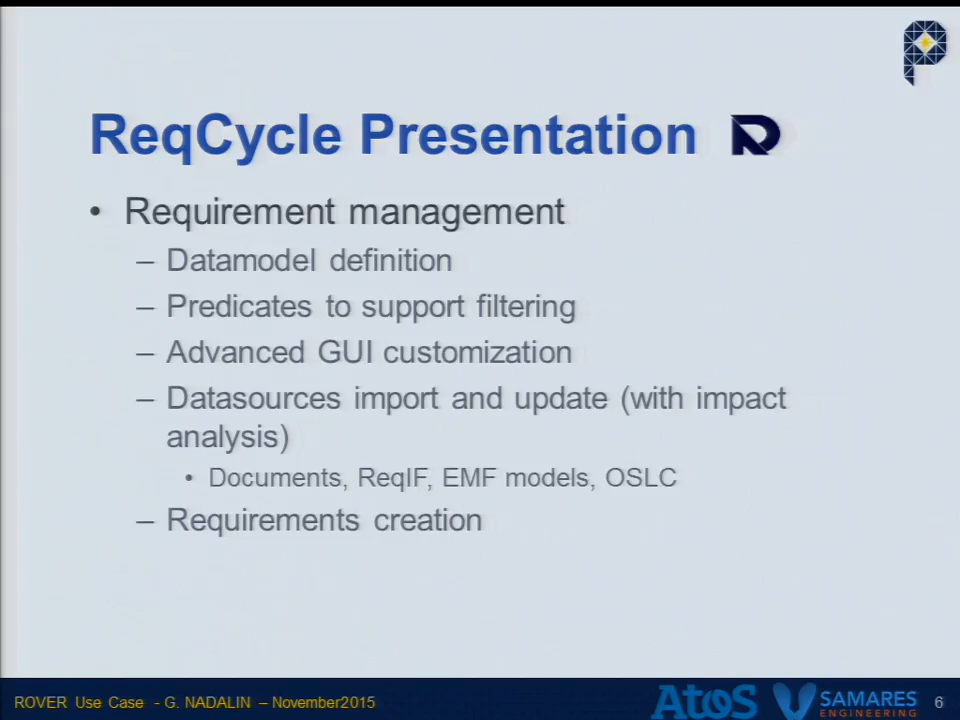 ReqCycle Presentation
• Requirement management
– Datamodel definition
– Predicates to support filtering
– Advanced GUI customization
– Datasources import and update (with impact
analysis)
• Documents, ReqIF, EMF models, OSLC
– Requirements creation
ROVER Use Case - G. NADALIN – November2015
Atos
SAMARES
ENGINEERING
6